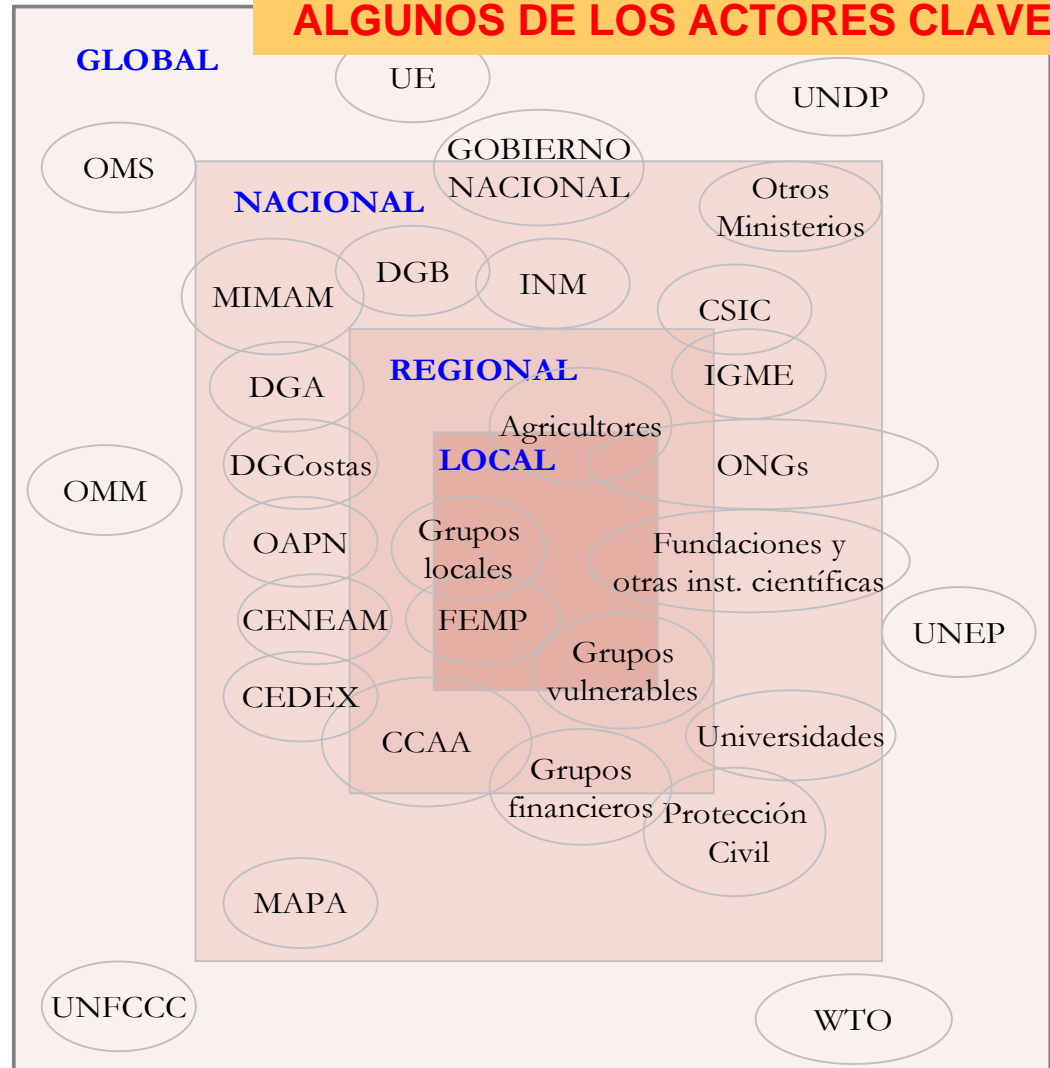 ALGUNOS DE LOS ACTORES CLAVE
GLOBAL
UE
UNDP
OMS
GOBIERNO
NACIONAL
NACIONAL
Otros
Ministerios
MIMAM
DGB
INM
CSIC
REGIONAL
DGA
IGME
Agricultores
LOCAL
DGCostas
ONGs
OMM
OAPN
Grupos
locales
Fundaciones y
otras inst. científicas
CENEAM
FEMP
UNEP
Grupos
vulnerables
CEDEX
CCAA
Universidades
Grupos
financieros
Protección
Civil
MAPA
UNFCCC
WTO